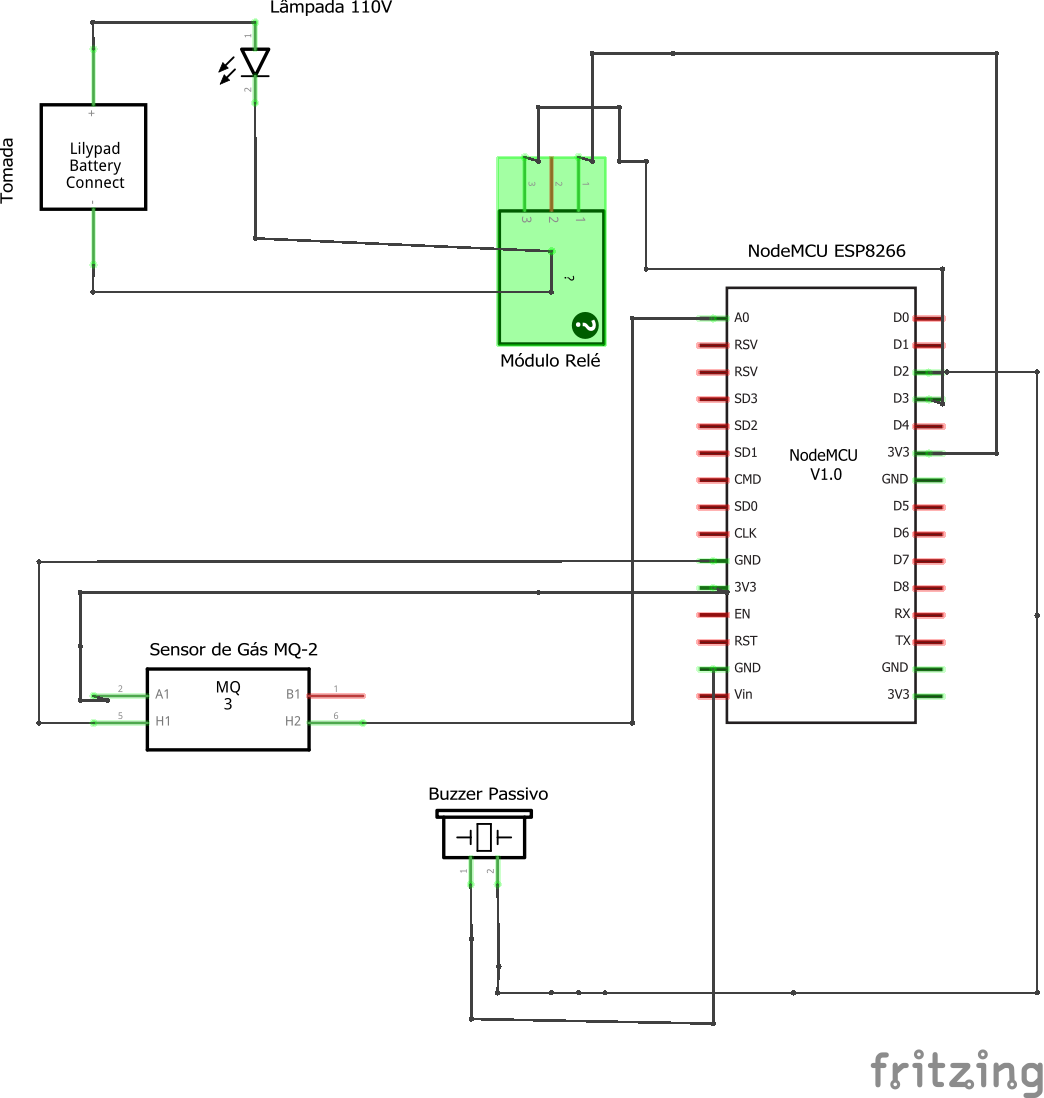 Lâmpada 110V
1
2
Tomada
+
Lilypad
Battery
Connect
-
3
2
1
3
2
1
?
?
Módulo Relé
NodeMCU ESP8266
A0
RSV
RSV
SD3
SD2
SD1
CMD
SD0
CLK
GND
3V3
EN
RST
GND
Vin
NodeMCU
V1.0
D0
D1
D2
D3
D4
3V3
GND
D5
D6
D7
D8
RX
TX
GND
3V3
Sensor de Gás MQ-2
2
A1
MQ
3
B1
1
5
H1
H2
6
Buzzer Passivo
1
2
fritzing